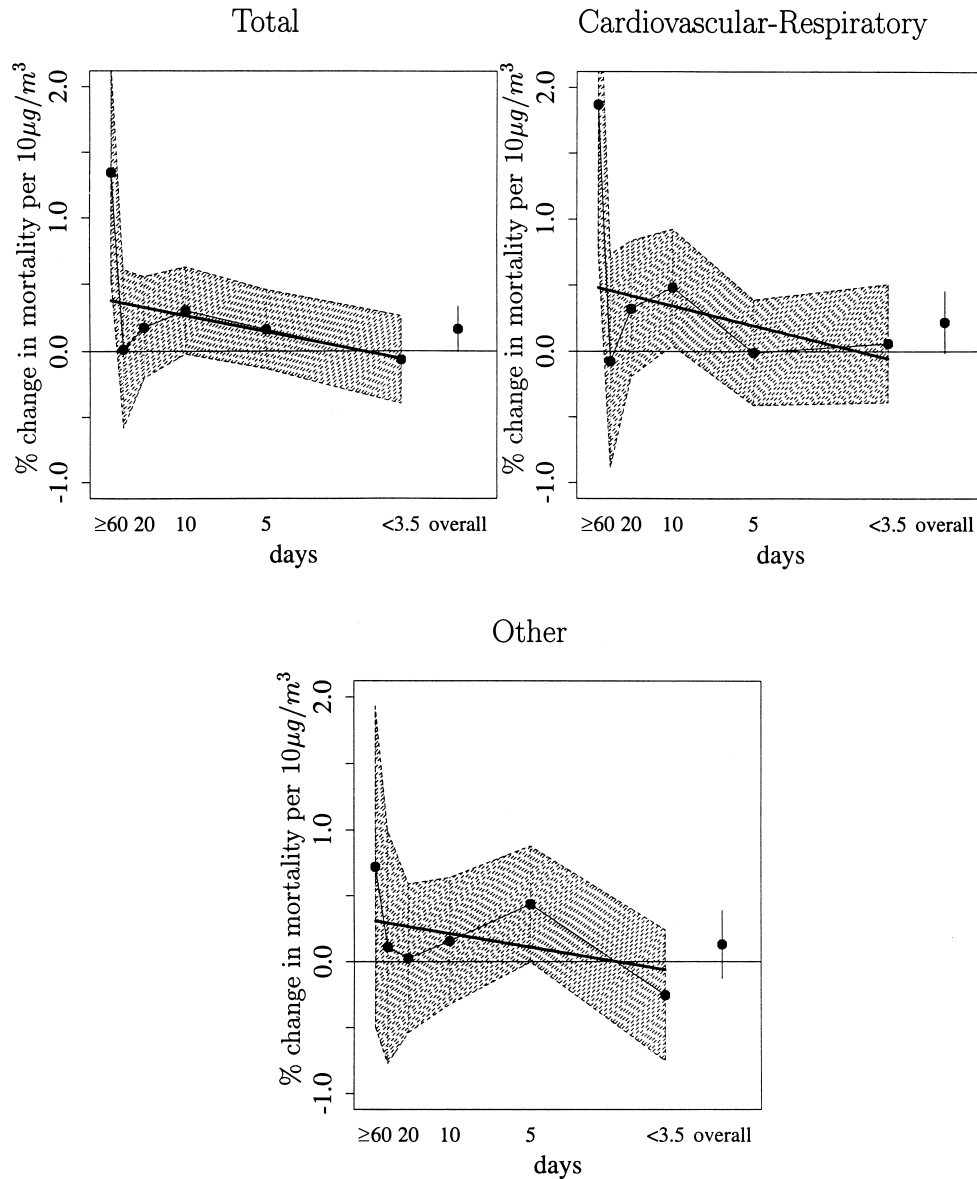 Total
% change in mortality per 10μg/m³
2.0
1.0
0.0
-1.0
≥60 20 10 5 <3.5 overall
days
Cardiovascular-Respiratory
% change in mortality per 10μg/m³
2.0
1.0
0.0
-1.0
≥60 20 10 5 <3.5 overall
days
Other
% change in mortality per 10μg/m³
2.0
1.0
0.0
-1.0
≥60 20 10 5 <3.5 overall
days